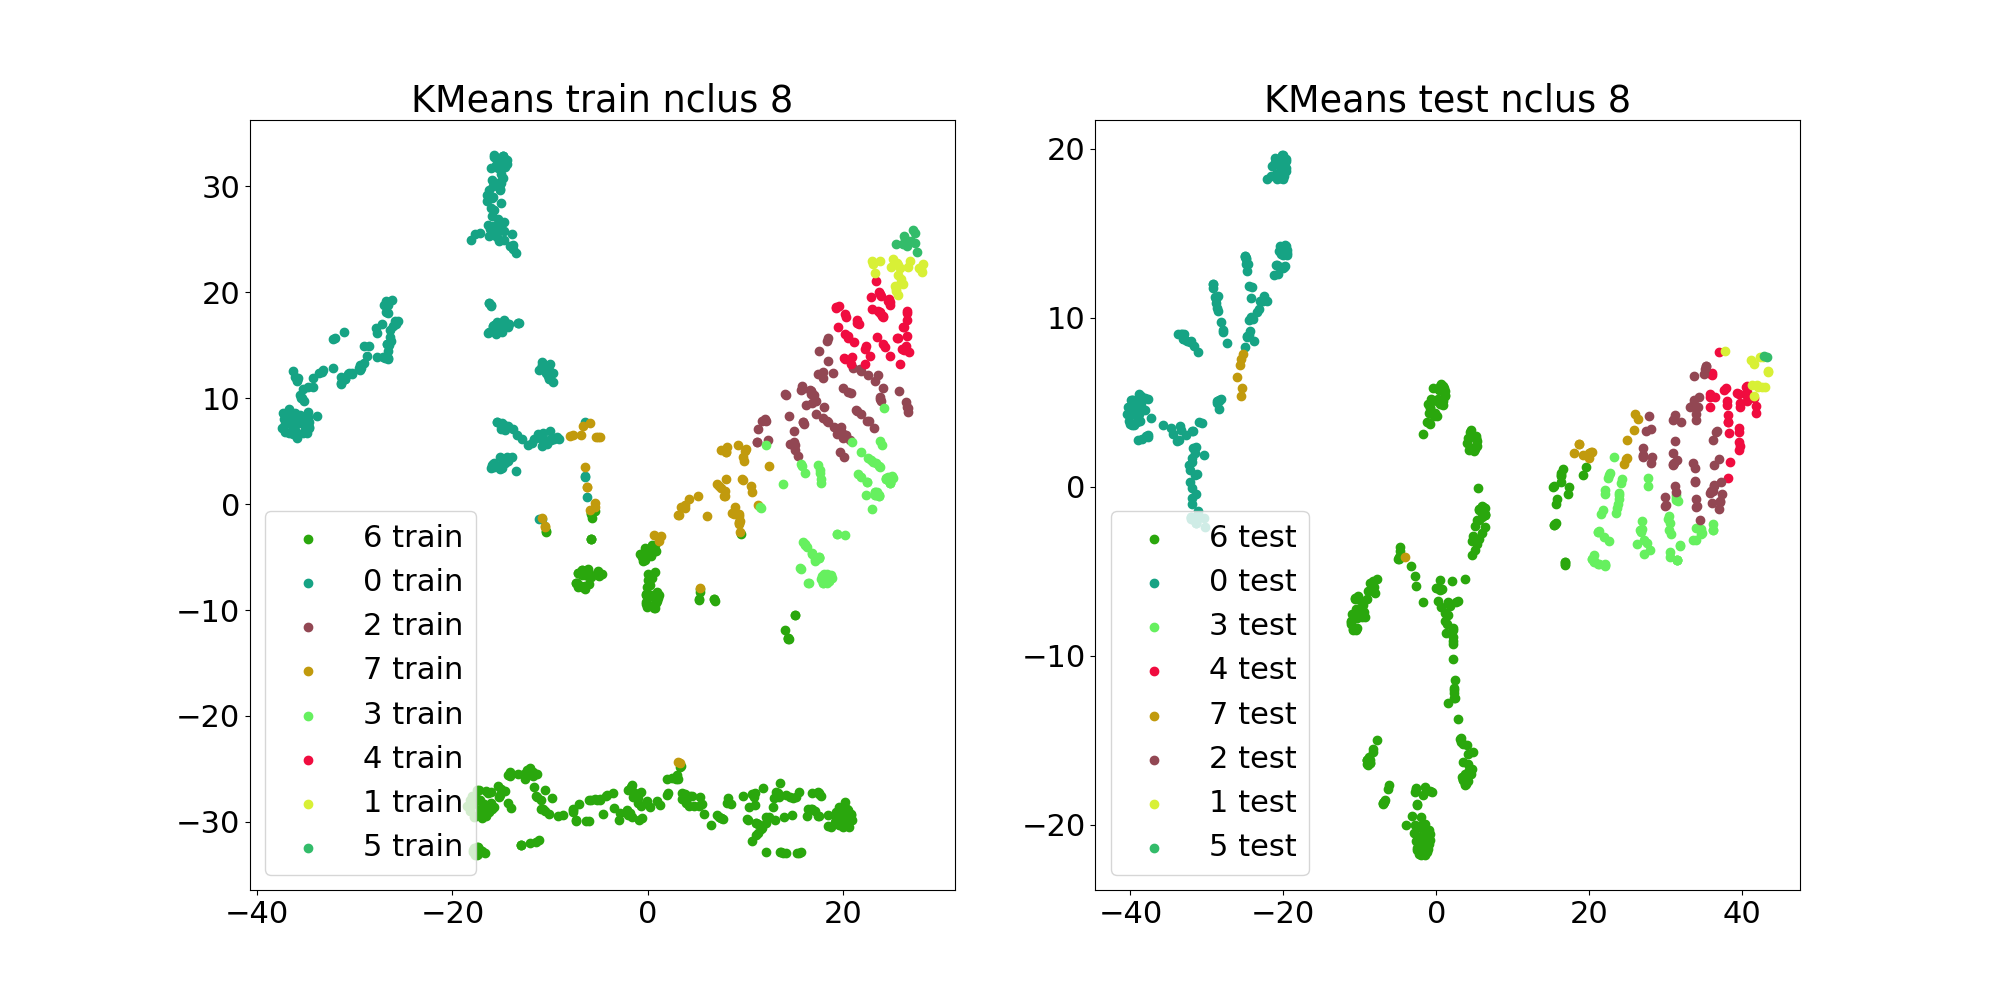 KMeans train nclus 8
30
20
10
0
−10
−20
−30
−40
−20
0
20
6 train
0 train
2 train
7 train
3 train
4 train
1 train
5 train
KMeans test nclus 8
20
10
0
−10
−20
−40
−20
0
20
40
6 test
0 test
3 test
4 test
7 test
2 test
1 test
5 test